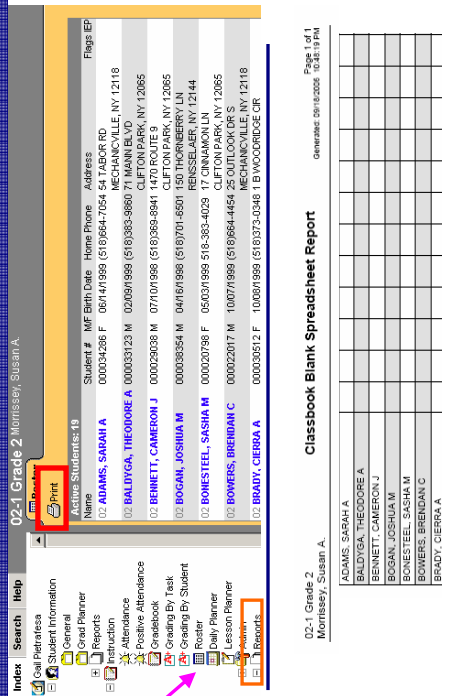 Index Search Help
Gail Pietrafesa
Student Information
General
Grad Planner
Reports
Instruction
Attendance
Positive Attendance
Gradebook
Grading By Task
Grading By Student
Roster
Daily Planner
Lesson Planner
Admin
Reports
02-1 Grade 2 Morrissey, Susan A.
Roster
Print
Active Students: 19
Name Student # M/F Birth Date Home Phone Address Flags IEP
02 ADAMS, SARAH A 000034286 F 06/14/1999 (518)664-7054 54 TABOR RD
MECHANICVILLE, NY 12118
02 BALDYGA, THEODORE A 000033123 M 02/09/1999 (518)383-9860 71 MANN BLVD
CLIFTON PARK, NY 12065
02 BENNETT, CAMERON J 000029038 M 07/10/1998 (518)369-8941 1470 ROUTE 9
CLIFTON PARK, NY 12065
02 BOGAN, JOSHUA M 000038354 M 04/16/1998 (518)701-6501 150 THORNBERRY LN
RENSSELAER, NY 12144
02 BONESTEEL, SASHA M 000020798 F 05/03/1999 518-383-4029 17 CINNAMON LN
CLIFTON PARK, NY 12065
02 BOWERS, BRENDAN C 000022017 M 10/07/1999 (518)664-4454 25 OUTLOOK DR S
MECHANICVILLE, NY 12118
02 BRADY, CIERRA A 000030512 F 10/08/1999 (518)373-0348 1 B WOODRIDGE CIR
02-1 Grade 2 Classbook Blank Spreadsheet Report Page 1 of 1
Morrissey, Susan A. Generated: 09/18/2006 10:48:19 PM
ADAMS, SARAH A
BALDYGA, THEODORE A
BENNETT, CAMERON J
BOGAN, JOSHUA M
BONESTEEL, SASHA M
BOWERS, BRENDAN C
BRADY, CIERRA A